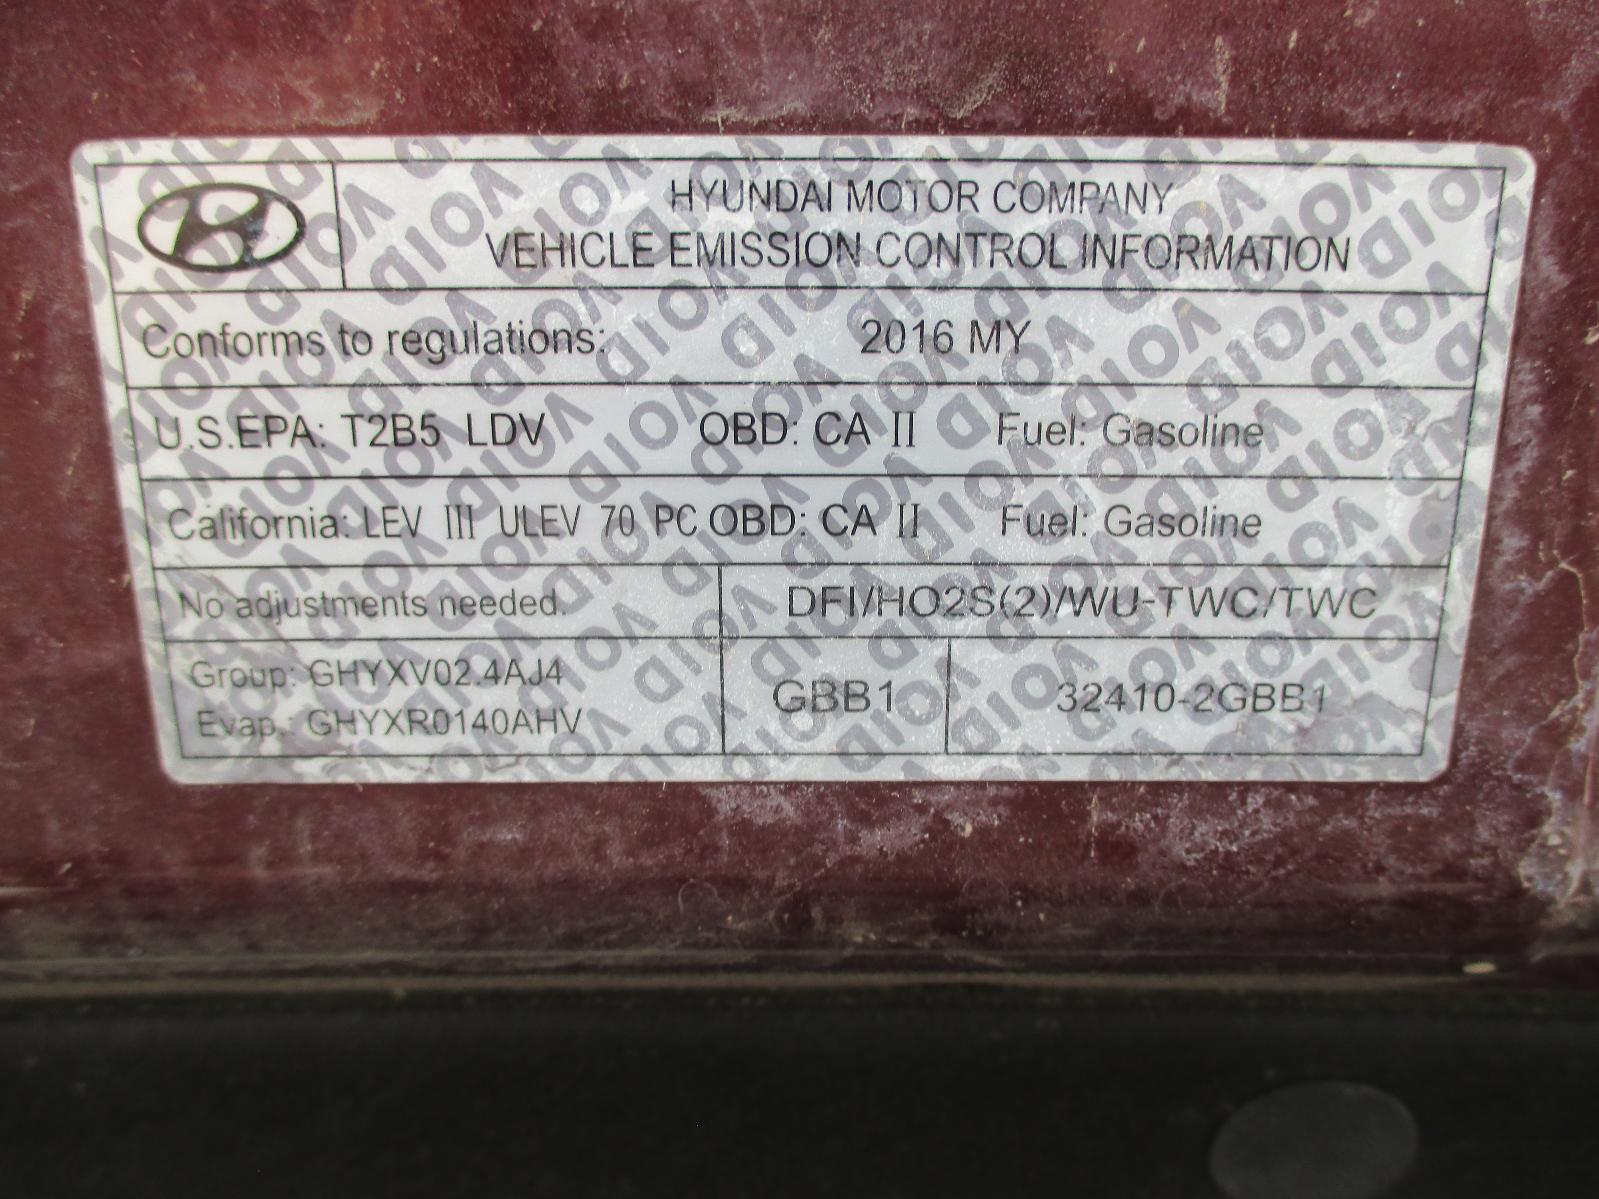 HYUNDAI MOTOR COMPANY
VEHICLE EMISSION CONTROL INFORMATION
Conforms to regulations: 2016 MY
U.S.EPA: T2B5 LDV OBD: CA II Fuel: Gasoline
California: LEV III ULEV 70 PC OBD: CA II Fuel: Gasoline
No adjustments needed. DFI/HO2S(2)/WU-TWC/TWC
Group: GHYXV02.4AJ4
Evap.: GHYXR0140AHV
GBB1 32410-2GBB1
VOID